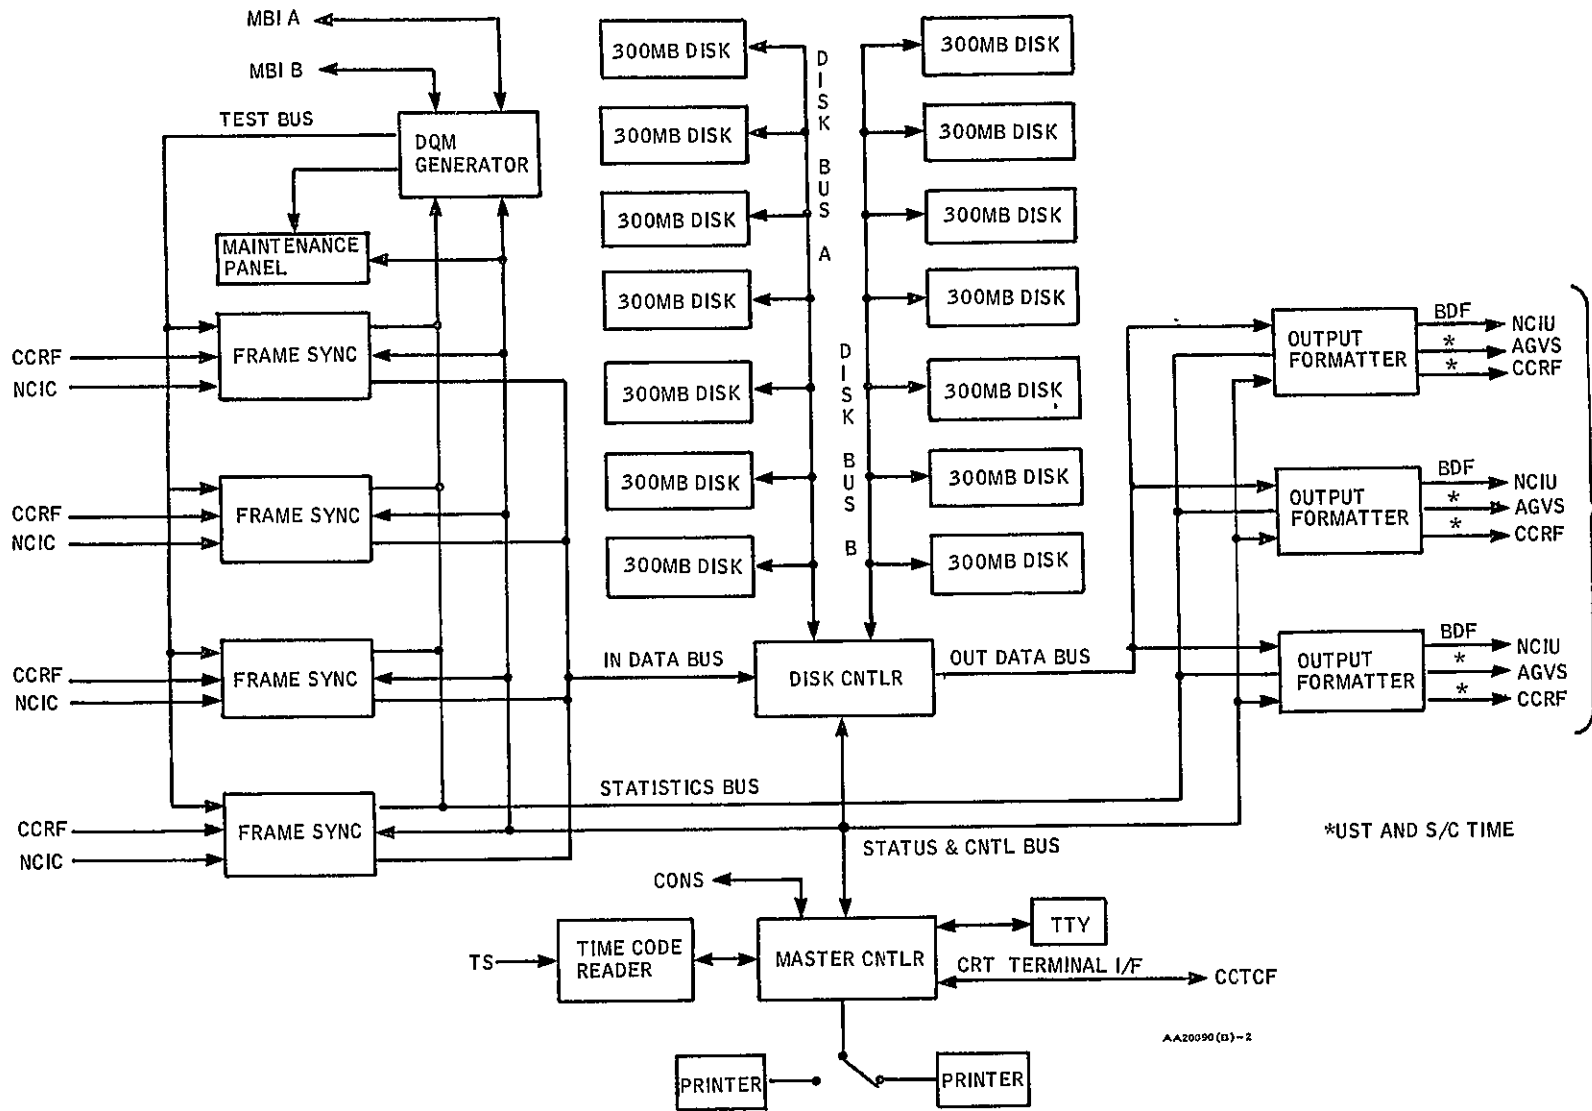 MBI A
MBI B
TEST BUS
DQM
GENERATOR
MAINTENANCE
PANEL
CCRF
NCIC
FRAME SYNC
CCRF
NCIC
FRAME SYNC
CCRF
NCIC
FRAME SYNC
CCRF
NCIC
FRAME SYNC
300MB DISK
300MB DISK
300MB DISK
300MB DISK
300MB DISK
300MB DISK
300MB DISK
DISK BUS A
DISK BUS B
300MB DISK
300MB DISK
300MB DISK
300MB DISK
300MB DISK
300MB DISK
300MB DISK
IN DATA BUS
DISK CNTLR
OUT DATA BUS
OUTPUT
FORMATTER
BDF
NCIU
*
AGVS
*
CCRF
OUTPUT
FORMATTER
BDF
NCIU
*
AGVS
*
CCRF
OUTPUT
FORMATTER
BDF
NCIU
*
AGVS
*
CCRF
STATISTICS BUS
STATUS & CNTL BUS
*UST AND S/C TIME
CONS
TS
TIME CODE
READER
MASTER CNTLR
TTY
CRT TERMINAL I/F
CCTCF
PRINTER
PRINTER
AA20090(B)-2